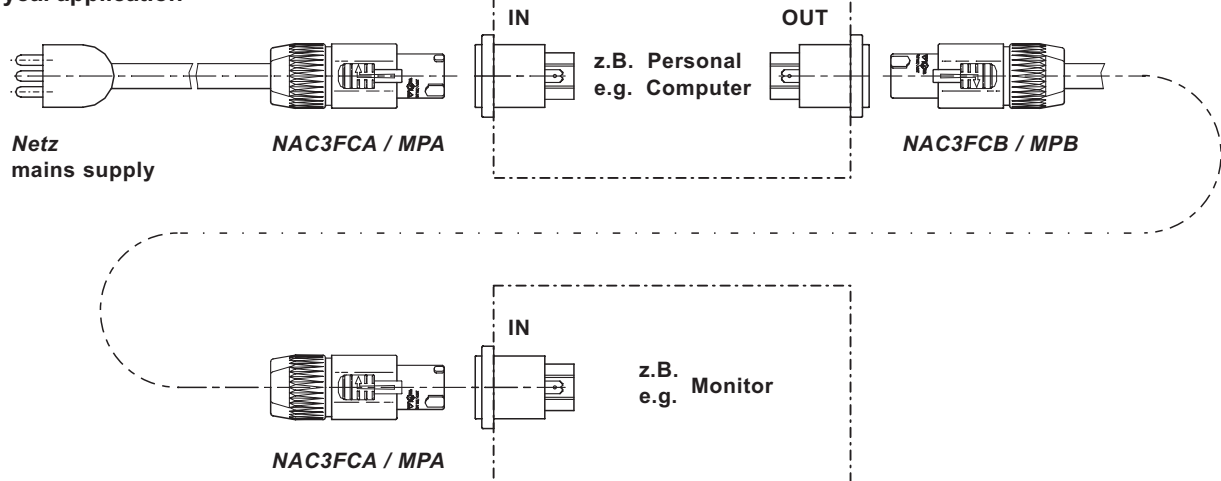 your application
IN
OUT
z.B. Personal
e.g. Computer
Netz
mains supply
NAC3FCA / MPA
NAC3FCB / MPB
IN
z.B.
e.g. Monitor
NAC3FCA / MPA